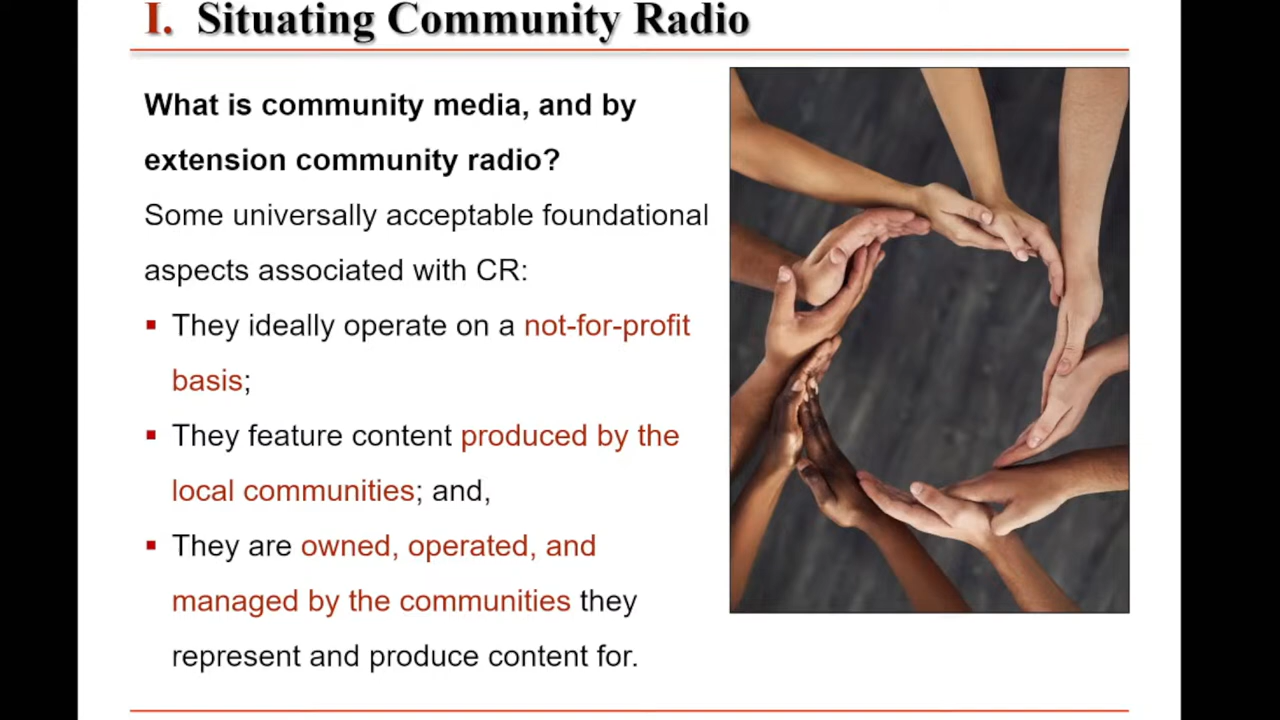 I. Situating Community Radio
What is community media, and by
extension community radio?
Some universally acceptable foundational
aspects associated with CR:
▪ They ideally operate on a not-for-profit
basis;
▪ They feature content produced by the
local communities; and,
▪ They are owned, operated, and
managed by the communities they
represent and produce content for.